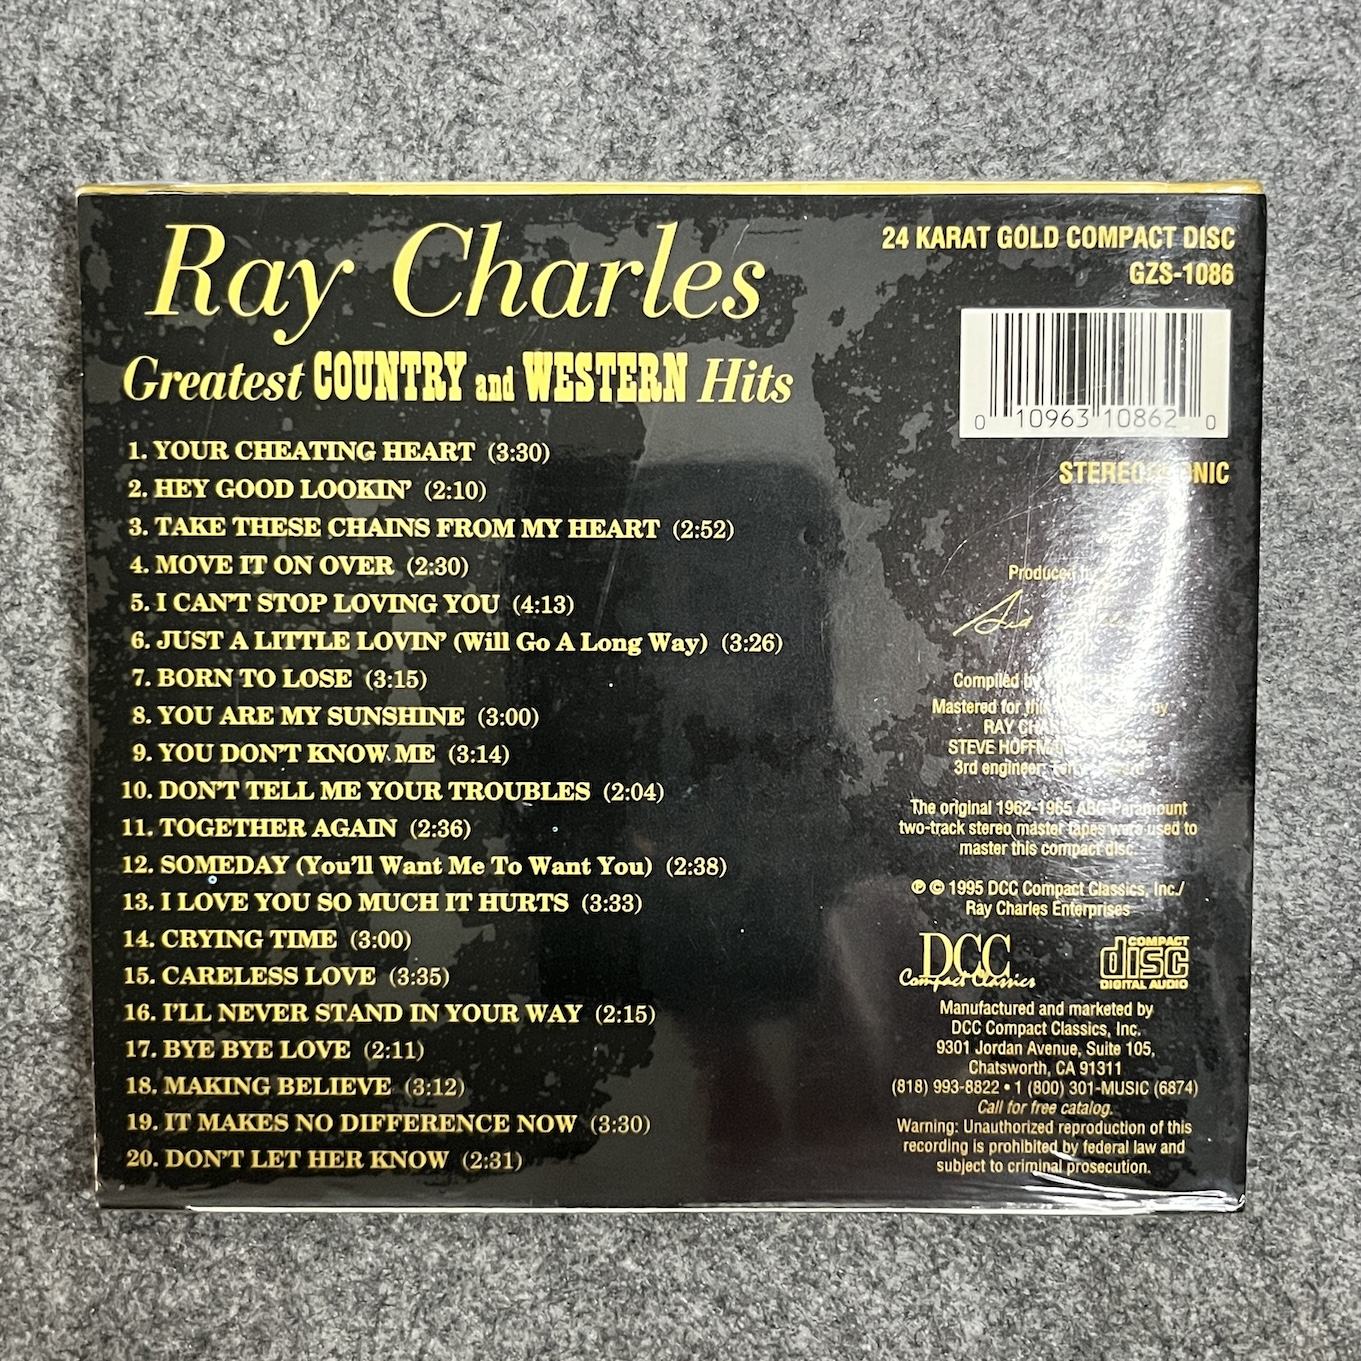 Ray Charles
Greatest COUNTRY and WESTERN Hits
1. YOUR CHEATING HEART (3:30)
2. HEY GOOD LOOKIN' (2:10)
3. TAKE THESE CHAINS FROM MY HEART (2:52)
4. MOVE IT ON OVER (2:30)
5. I CAN'T STOP LOVING YOU (4:13)
6. JUST A LITTLE LOVIN' (Will Go A Long Way) (3:26)
7. BORN TO LOSE (3:15)
8. YOU ARE MY SUNSHINE (3:00)
9. YOU DON'T KNOW ME (3:14)
10. DON'T TELL ME YOUR TROUBLES (2:04)
11. TOGETHER AGAIN (2:36)
12. SOMEDAY (You'll Want Me To Want You) (2:38)
13. I LOVE YOU SO MUCH IT HURTS (3:33)
14. CRYING TIME (3:00)
15. CARELESS LOVE (3:35)
16. I'LL NEVER STAND IN YOUR WAY (2:15)
17. BYE BYE LOVE (2:11)
18. MAKING BELIEVE (3:12)
19. IT MAKES NO DIFFERENCE NOW (3:30)
20. DON'T LET HER KNOW (2:31)
24 KARAT GOLD COMPACT DISC
GZS-1086
0 10963 10862 0
Produced by
Compiled by
Mastered for this by
RAY
STEVE HOFFMAN
3rd engineer:
The original 1962-1965 ABC-Paramount
two-track stereo master tapes were used to
master this compact disc.
℗ © 1995 DCC Compact Classics, Inc./
Ray Charles Enterprises
DCC
Compact Classics
COMPACT
disc
DIGITAL AUDIO
Manufactured and marketed by
DCC Compact Classics, Inc.
9301 Jordan Avenue, Suite 105,
Chatsworth, CA 91311
(818) 993-8822 • 1 (800) 301-MUSIC (6874)
Call for free catalog.
Warning: Unauthorized reproduction of this
recording is prohibited by federal law and
subject to criminal prosecution.